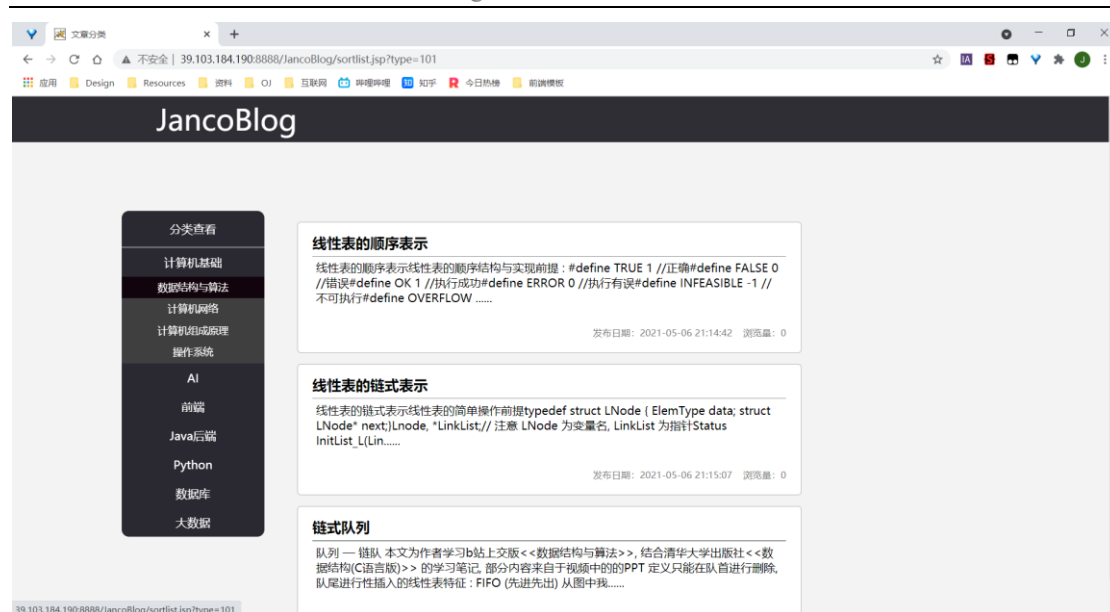 文章分类
不安全 | 39.103.184.190:8888/JancoBlog/sortlist.jsp?type=101
应用 Design Resources 资料 OJ 互联网 哔哩哔哩 知乎 今日热榜 前端模板
JancoBlog
分类查看
计算机基础
数据结构与算法
计算机网络
计算机组成原理
操作系统
AI
前端
Java后端
Python
数据库
大数据
线性表的顺序表示
线性表的顺序表示线性表的顺序结构与实现前提 : #define TRUE 1 //正确#define FALSE 0
//错误#define OK 1 //执行成功#define ERROR 0 //执行有误#define INFEASIBLE -1 //
不可执行#define OVERFLOW ......
发布日期: 2021-05-06 21:14:42 浏览量: 0
线性表的链式表示
线性表的链式表示线性表的简单操作前提typedef struct LNode { ElemType data; struct
LNode* next;}Lnode, *LinkList;// 注意 LNode 为变量名, LinkList 为指针Status
InitList_L(Lin......
发布日期: 2021-05-06 21:15:07 浏览量: 0
链式队列
队列 — 链队 本文为作者学习b站上交版<<数据结构与算法>>, 结合清华大学出版社<<数
据结构(C语言版)>> 的学习笔记, 部分内容来自于视频中的的PPT 定义只能在队首进行删除,
队尾进行性插入的线性表特征 : FIFO (先进先出) 从图中我......
39.103.184.190:8888/JancoBlog/sortlist.jsp?type=101